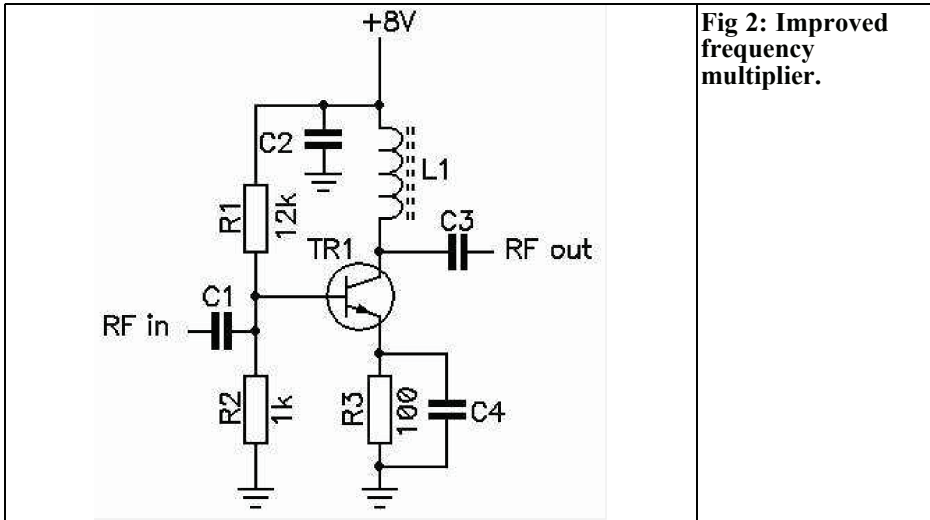 +8V
C2
L1
R1
12k
C3
RF out
TR1
C1
RF in
R2
1k
R3
100
C4
Fig 2: Improved
frequency
multiplier.